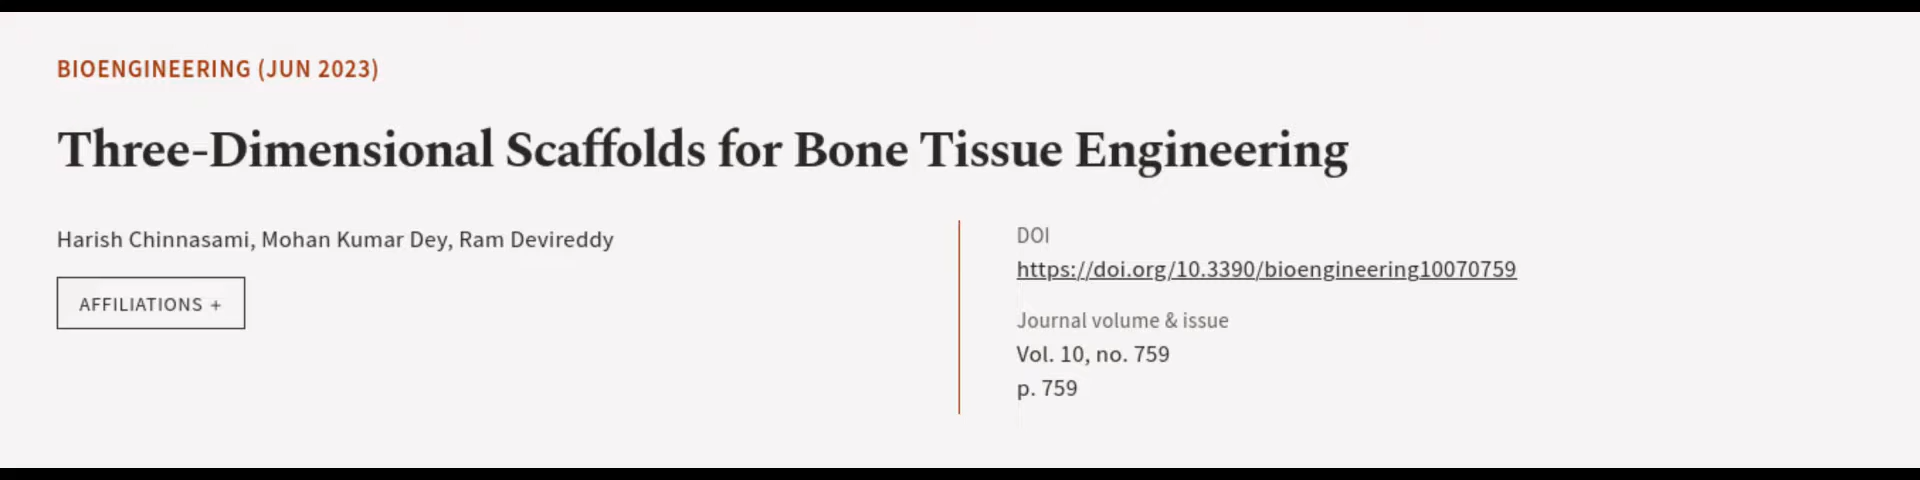 BIOENGINEERING (JUN 2023)
Three-Dimensional Scaffolds for Bone Tissue Engineering
Harish Chinnasami, Mohan Kumar Dey, Ram Devireddy
AFFILIATIONS +
DOI
https://doi.org/10.3390/bioengineering10070759
Journal volume & issue
Vol. 10, no. 759
p. 759